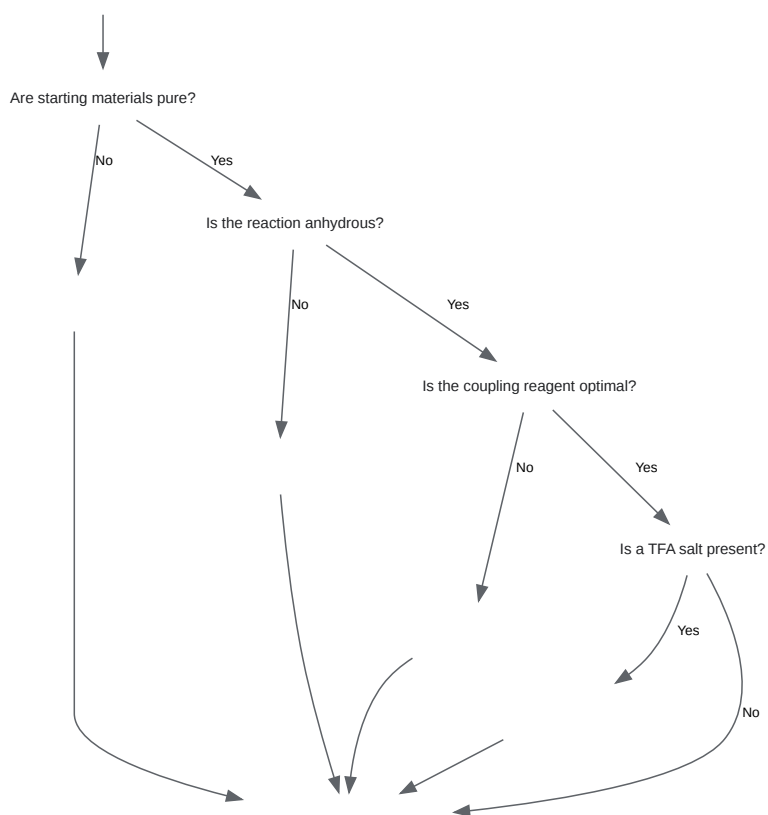 Are starting materials pure?
No
Yes
Is the reaction anhydrous?
No
Yes
Is the coupling reagent optimal?
No
Yes
Is a TFA salt present?
Yes
No